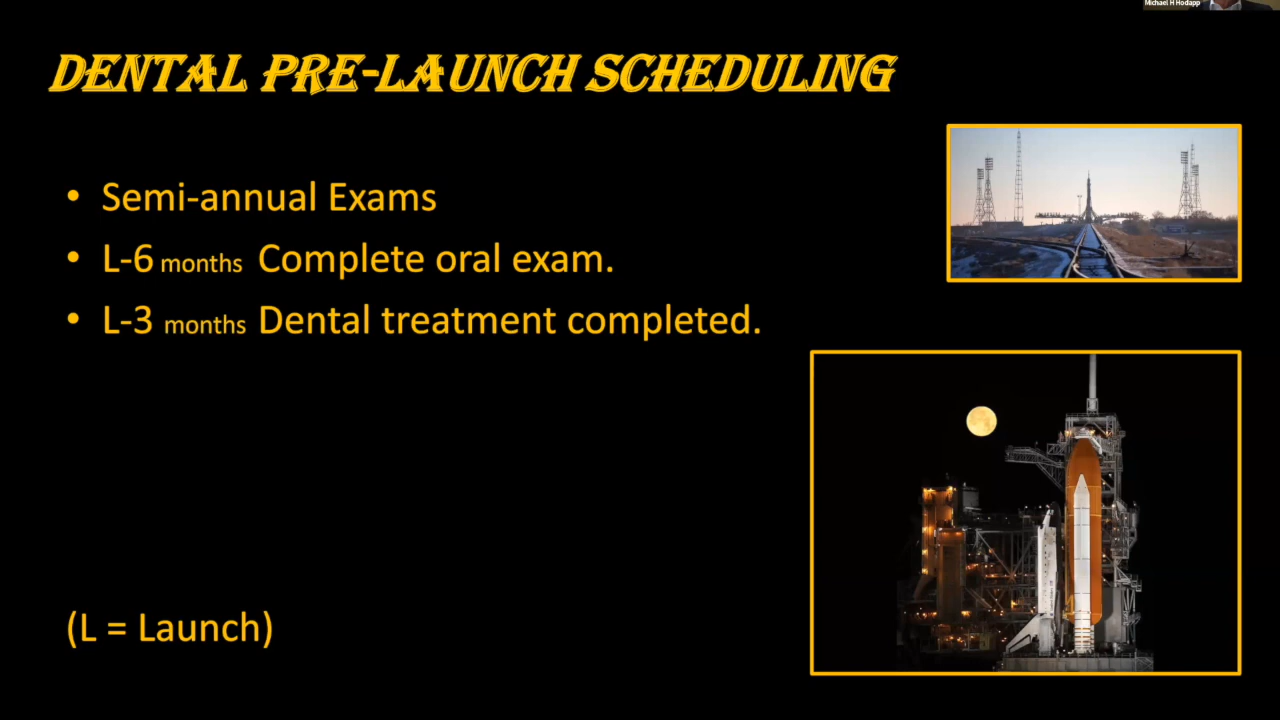 Michael H Hodapp
DENTAL PRE-LAUNCH SCHEDULING
• Semi-annual Exams
• L-6 months Complete oral exam.
• L-3 months Dental treatment completed.
(L = Launch)